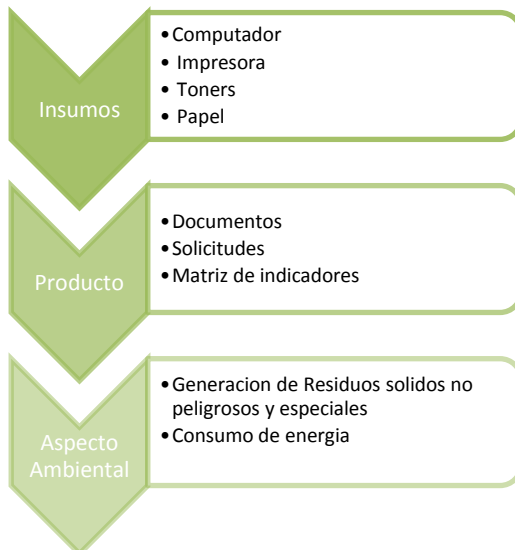 Insumos
•Computador
• Impresora
• Toners
• Papel
Producto
•Documentos
•Solicitudes
•Matriz de indicadores
Aspecto
Ambiental
•Generacion de Residuos solidos no
peligrosos y especiales
•Consumo de energia